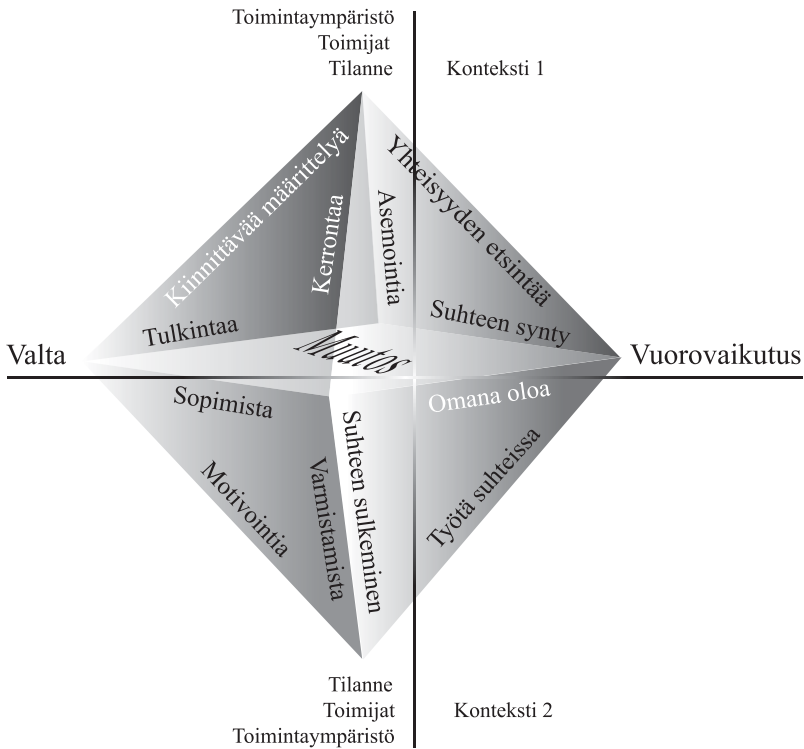 Toimintaympäristö
Toimijat
Tilanne
Konteksti 1
Kiinnittävää määrittelyä
Kerrontaa
Tulkintaa
Asemointia
Yhteisyyden etsintää
Suhteen synty
Valta
Muutos
Vuorovaikutus
Sopimista
Motivointia
Varmistamista
Suhteen sulkeminen
Omana oloa
Työtä suhteissa
Tilanne
Toimijat
Toimintaympäristö
Konteksti 2